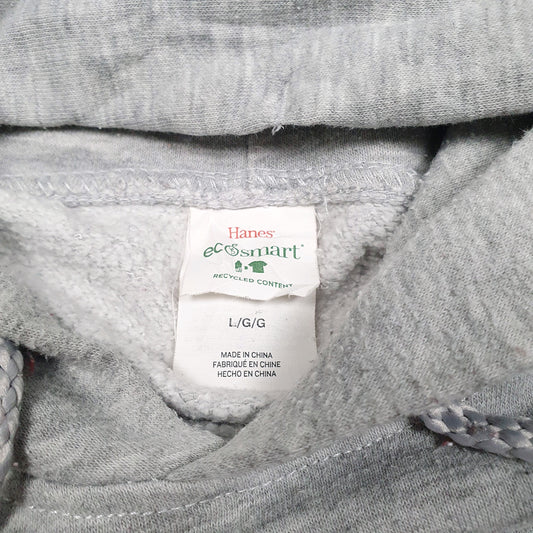 Hanes
ecosmart
RECYCLED CONTENT
L/G/G
MADE IN CHINA
FABRIQUÉ EN CHINE
HECHO EN CHINA